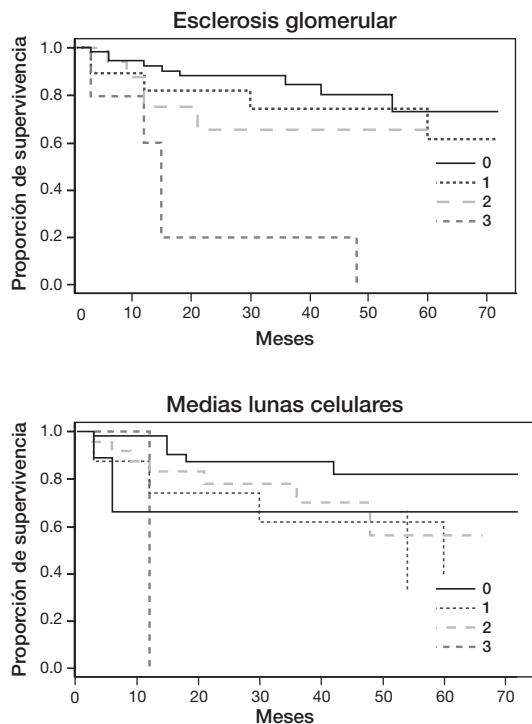 Esclerosis glomerular
Proporción de supervivencia
1.0
0.8
0.6
0.4
0.2
0.0
0
1
2
3
0 10 20 30 40 50 60 70
Meses
Medias lunas celulares
Proporción de supervivencia
1.0
0.8
0.6
0.4
0.2
0.0
0
1
2
3
0 10 20 30 40 50 60 70
Meses